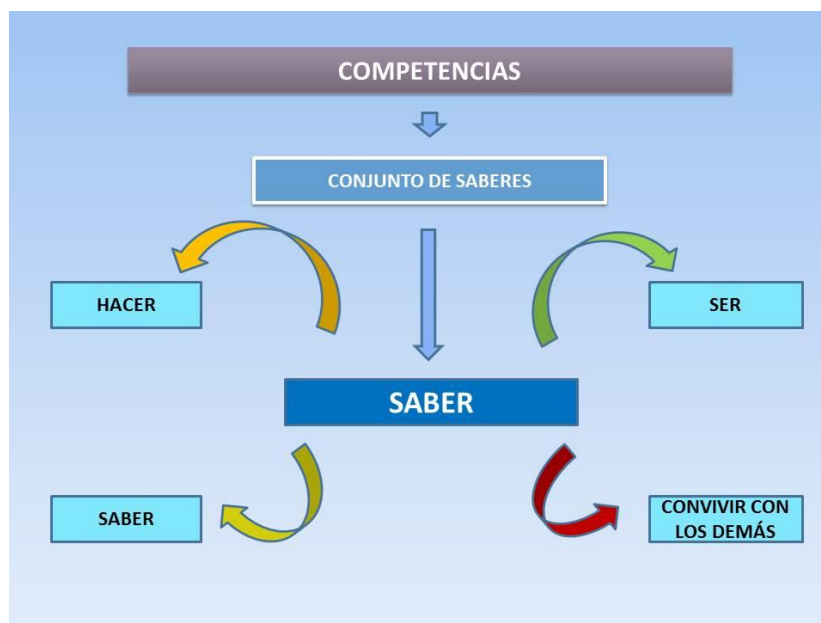 COMPETENCIAS
CONJUNTO DE SABERES
HACER
SER
SABER
SABER
CONVIVIR CON
LOS DEMÁS